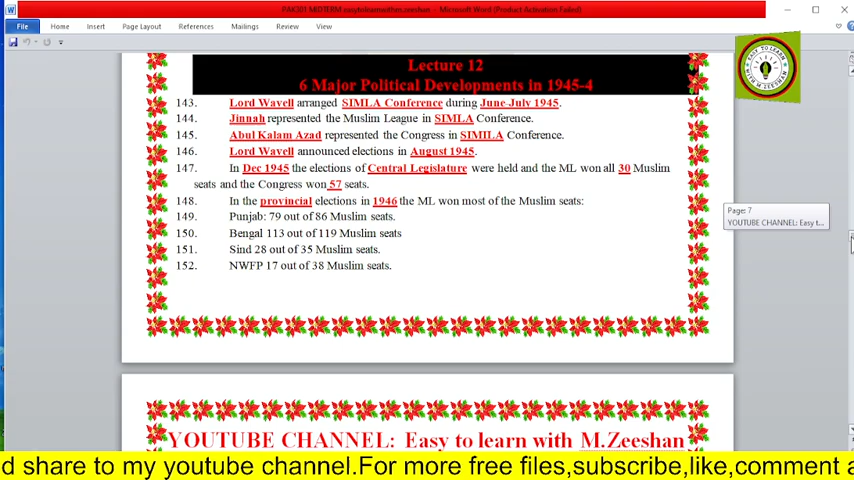 PAK301 MIDTERM easytolearnwithm.zeeshan - Microsoft Word (Product Activation Failed)
File Home Insert Page Layout References Mailings Review View
Lecture 12
6 Major Political Developments in 1945-4
143. Lord Wavell arranged SIMLA Conference during June-July 1945.
144. Jinnah represented the Muslim League in SIMLA Conference.
145. Abul Kalam Azad represented the Congress in SIMILA Conference.
146. Lord Wavell announced elections in August 1945.
147. In Dec 1945 the elections of Central Legislature were held and the ML won all 30 Muslim
seats and the Congress won 57 seats.
148. In the provincial elections in 1946 the ML won most of the Muslim seats:
149. Punjab: 79 out of 86 Muslim seats.
150. Bengal 113 out of 119 Muslim seats
151. Sind 28 out of 35 Muslim seats.
152. NWFP 17 out of 38 Muslim seats.
Page: 7
YOUTUBE CHANNEL: Easy t...
YOUTUBE CHANNEL: Easy to learn with M.Zeeshan
d share to my youtube channel.For more free files,subscribe,like,comment a
EASY TO LEARN
WITH M.ZEESHAN